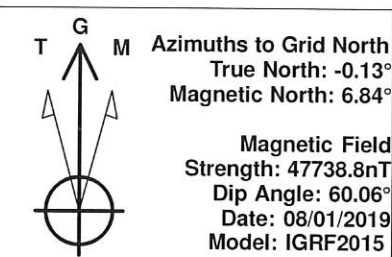 G
T M
Azimuths to Grid North
True North: -0.13°
Magnetic North: 6.84°
Magnetic Field
Strength: 47738.8nT
Dip Angle: 60.06°
Date: 08/01/2019
Model: IGRF2015